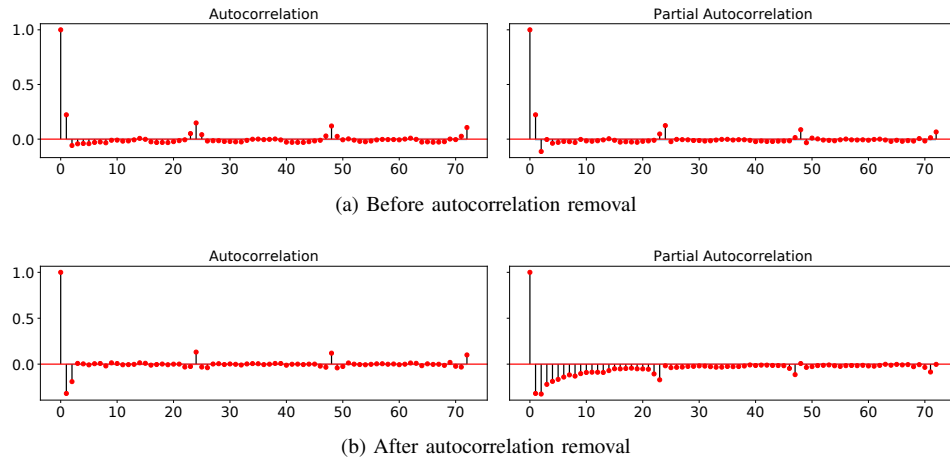 Autocorrelation Partial Autocorrelation
1.0
0.5
0.0
0 10 20 30 40 50 60 70 0 10 20 30 40 50 60 70
(a) Before autocorrelation removal
Autocorrelation Partial Autocorrelation
1.0
0.5
0.0
0 10 20 30 40 50 60 70 0 10 20 30 40 50 60 70
(b) After autocorrelation removal